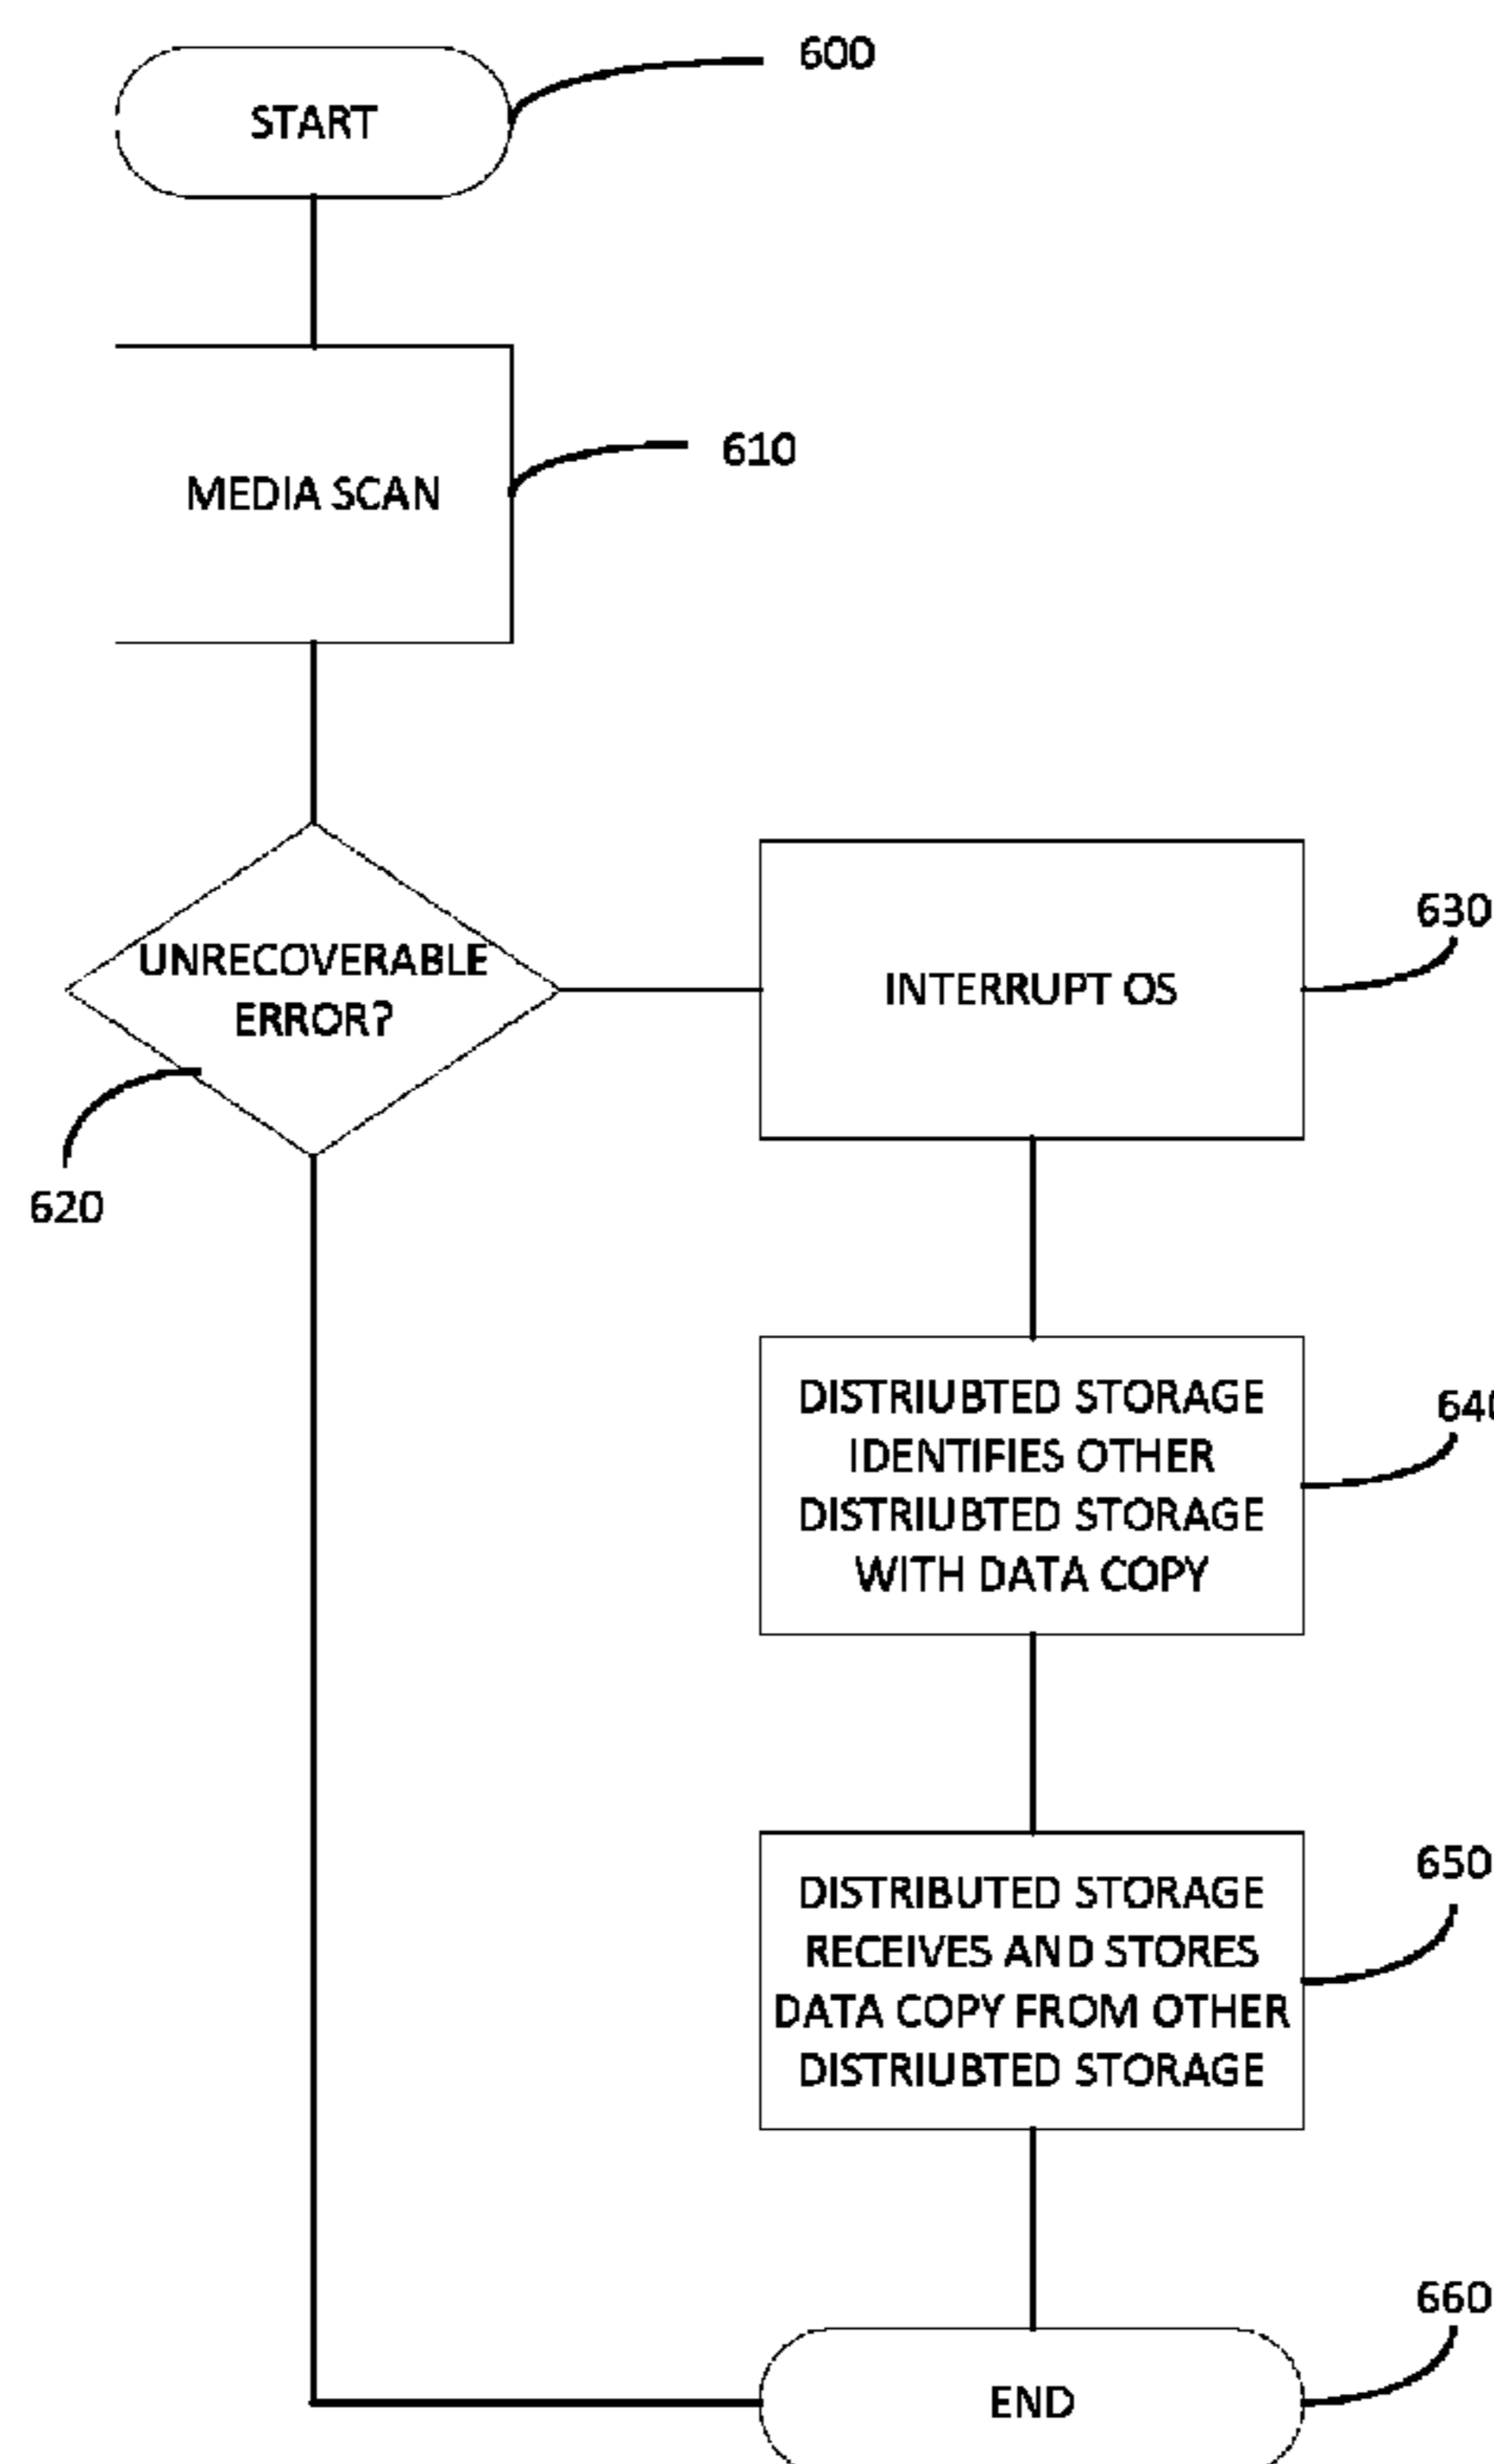 600
START
610
MEDIA SCAN
630
UNRECOVERABLE
ERROR?
INTERRUPT OS
620
640
DISTRIUBTED STORAGE
IDENTIFIES OTHER
DISTRIUBTED STORAGE
WITH DATA COPY
650
DISTRIBUTED STORAGE
RECEIVES AND STORES
DATA COPY FROM OTHER
DISTRIUBTED STORAGE
660
END